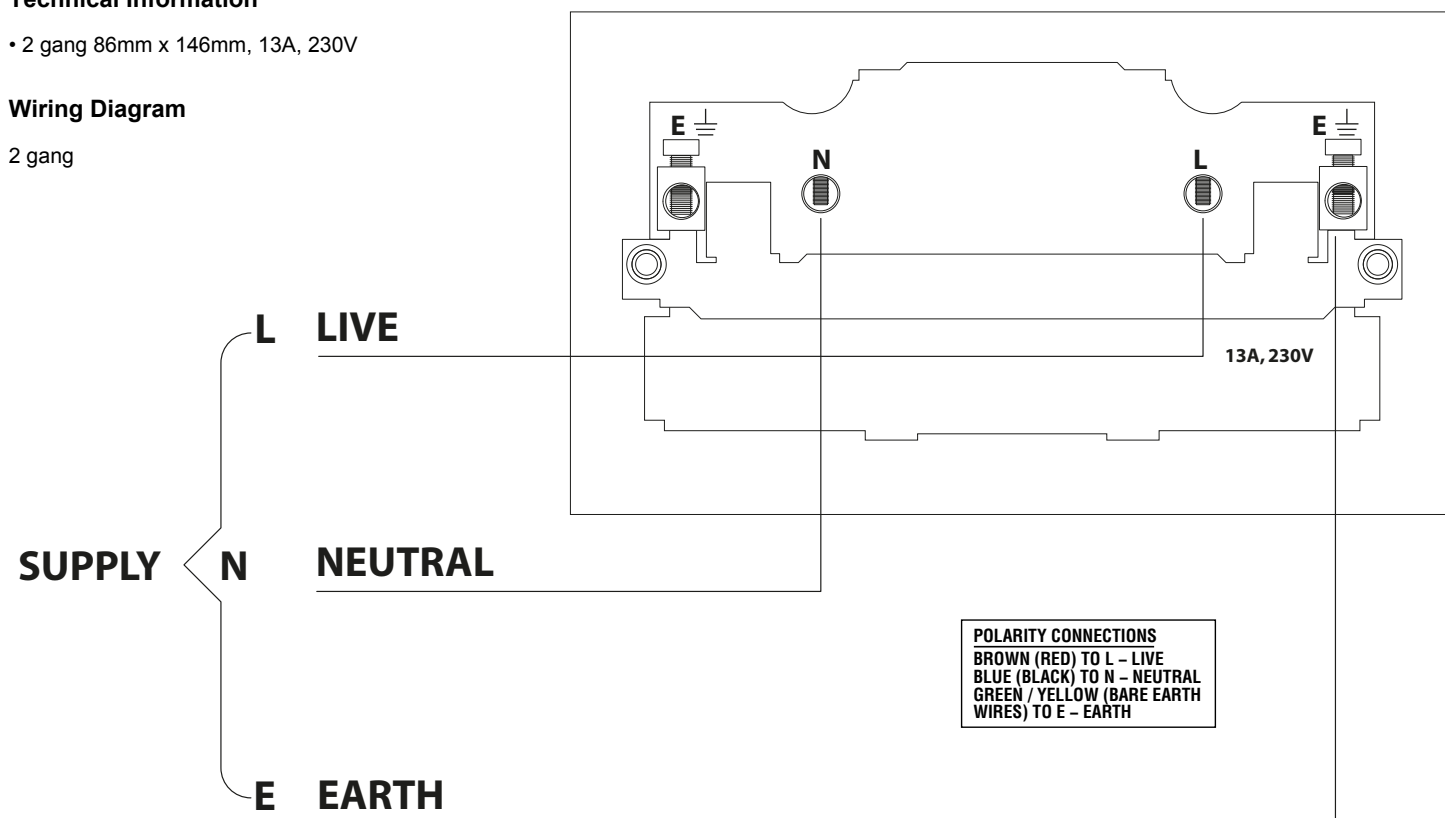 Technical Information
• 2 gang 86mm x 146mm, 13A, 230V
Wiring Diagram
2 gang
E
E
N
L
L LIVE
13A, 230V
SUPPLY N NEUTRAL
POLARITY CONNECTIONS
BROWN (RED) TO L – LIVE
BLUE (BLACK) TO N – NEUTRAL
GREEN / YELLOW (BARE EARTH
WIRES) TO E – EARTH
E EARTH